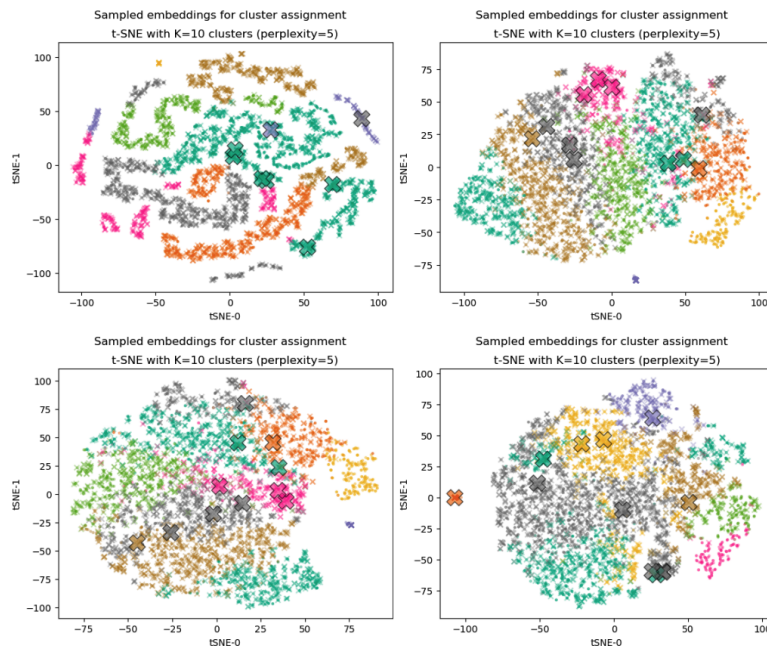 Sampled embeddings for cluster assignment
t-SNE with K=10 clusters (perplexity=5)
100
50
0
−50
−100
tSNE-1
−100 −50 0 50 100
tSNE-0
Sampled embeddings for cluster assignment
t-SNE with K=10 clusters (perplexity=5)
75
50
25
0
−25
−50
−75
tSNE-1
−100 −50 0 50 100
tSNE-0
Sampled embeddings for cluster assignment
t-SNE with K=10 clusters (perplexity=5)
100
75
50
25
0
−25
−50
−75
−100
tSNE-1
−75 −50 −25 0 25 50 75
tSNE-0
Sampled embeddings for cluster assignment
t-SNE with K=10 clusters (perplexity=5)
100
75
50
25
0
−25
−50
−75
tSNE-1
−100 −50 0 50 100
tSNE-0